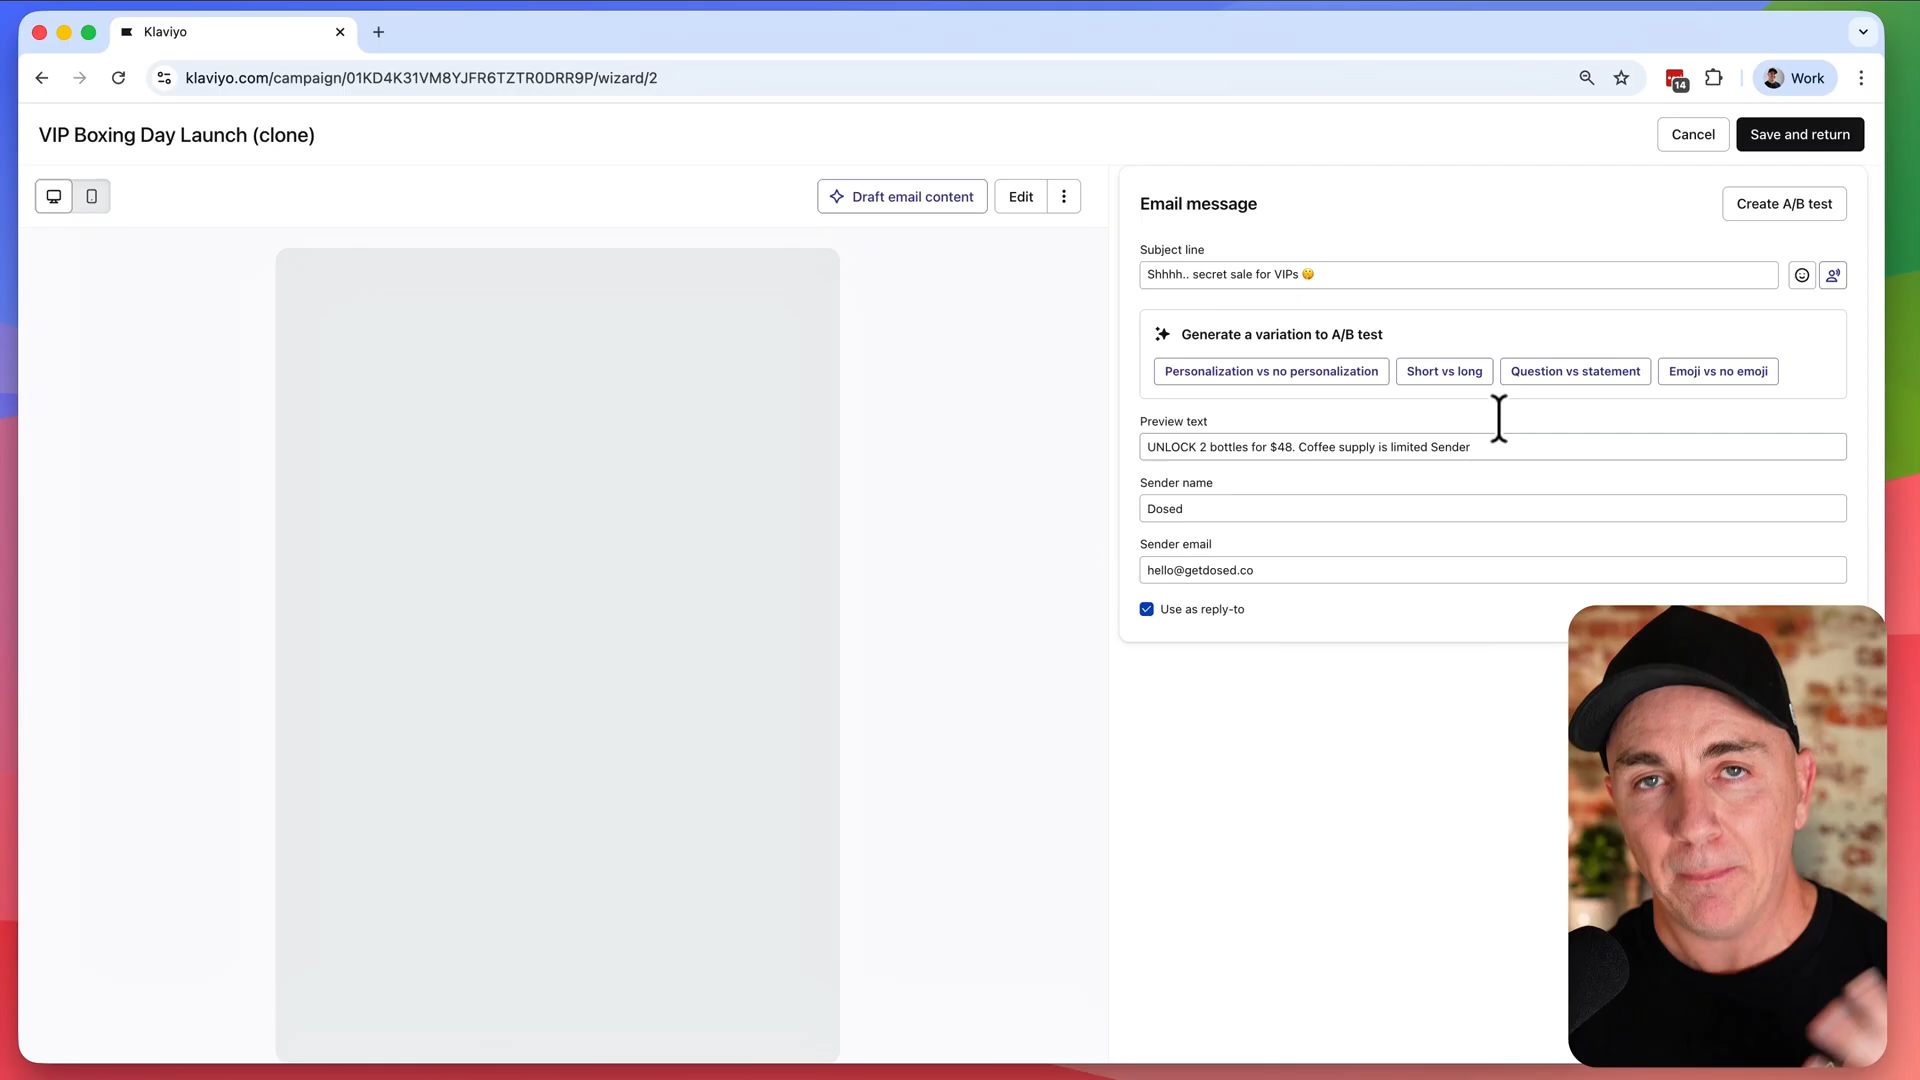 Klaviyo
klaviyo.com/campaign/01KD4K31VM8YJFR6TZTR0DRR9P/wizard/2
14
Work
VIP Boxing Day Launch (clone)
Cancel
Save and return
Draft email content
Edit
Email message
Create A/B test
Subject line
Shhhh.. secret sale for VIPs 🤫
Generate a variation to A/B test
Personalization vs no personalization
Short vs long
Question vs statement
Emoji vs no emoji
Preview text
UNLOCK 2 bottles for $48. Coffee supply is limited Sender
Sender name
Dosed
Sender email
hello@getdosed.co
Use as reply-to